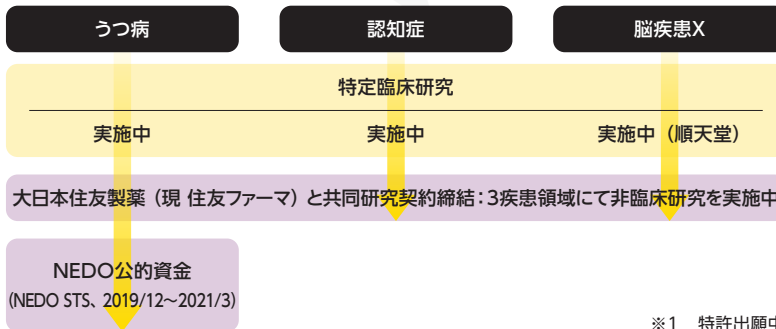 うつ病
認知症
脳疾患X
特定臨床研究
実施中
実施中
実施中（順天堂）
大日本住友製薬（現 住友ファーマ）と共同研究契約締結：3疾患領域にて非臨床研究を実施中
NEDO公的資金
（NEDO STS、2019/12～2021/3）
※1 特許出願中